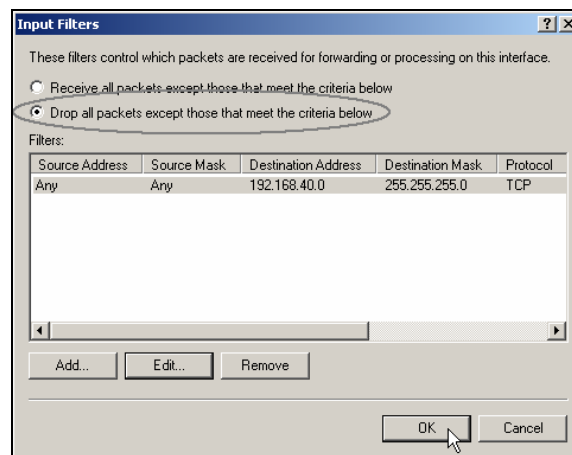 Input Filters
These filters control which packets are received for forwarding or processing on this interface.
Receive all packets except those that meet the criteria below
Drop all packets except those that meet the criteria below
Filters:
Source Address Source Mask Destination Address Destination Mask Protocol
Any Any 192.168.40.0 255.255.255.0 TCP
Add... Edit... Remove
OK Cancel